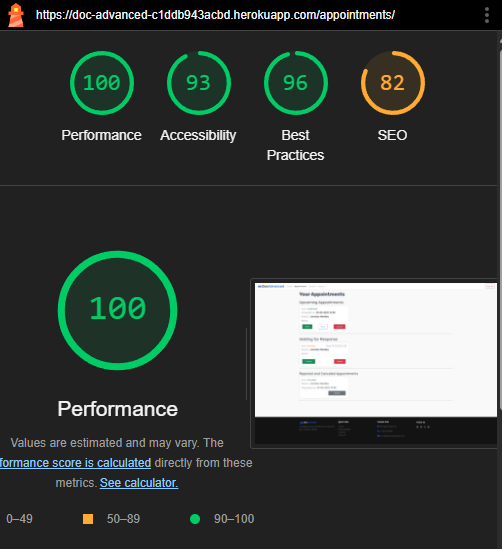 https://doc-advanced-c1ddb943acbd.herokuapp.com/appointments/
100
93
96
82
Performance
Accessibility
Best
Practices
SEO
100
Performance
Values are estimated and may vary. The
formance score is calculated directly from these
metrics. See calculator.
0–49
50–89
90–100
Your Appointments
Upcoming Appointments
Waiting for Response
Rejected and Canceled Appointments